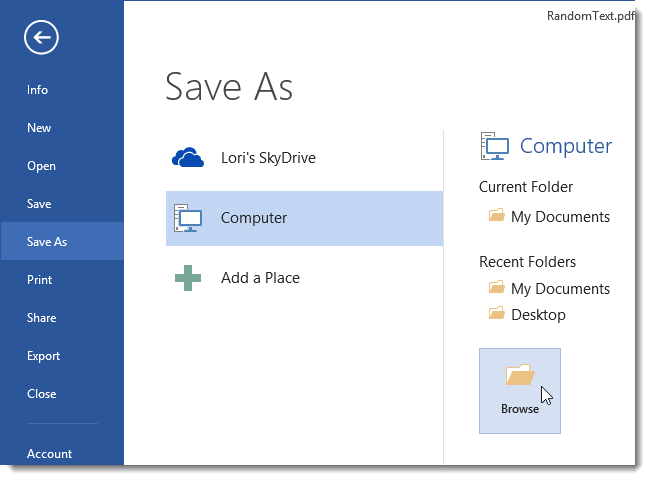 RandomText.pdf
Info
New
Open
Save
Save As
Print
Share
Export
Close
Account
Save As
Lori's SkyDrive
Computer
Add a Place
Computer
Current Folder
My Documents
Recent Folders
My Documents
Desktop
Browse